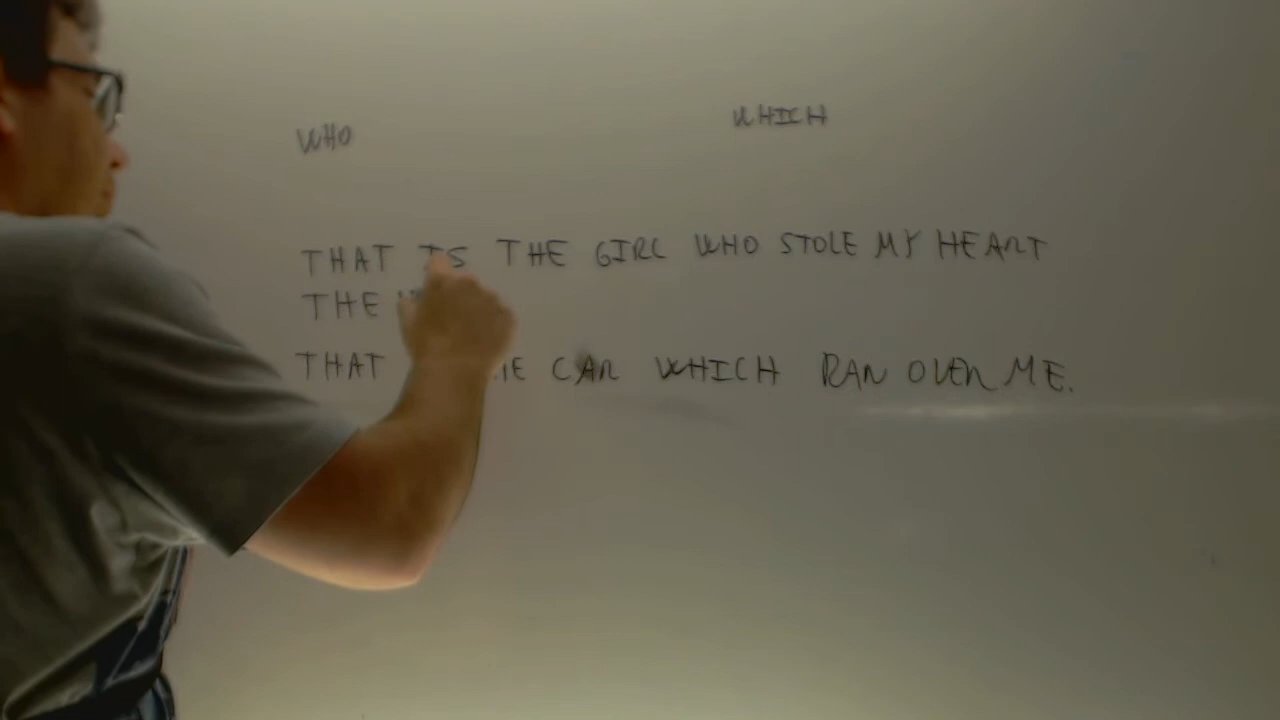 WHO WHICH
THAT IS THE GIRL WHO STOLE MY HEART
THE
THAT CAR WHICH RAN OVER ME.